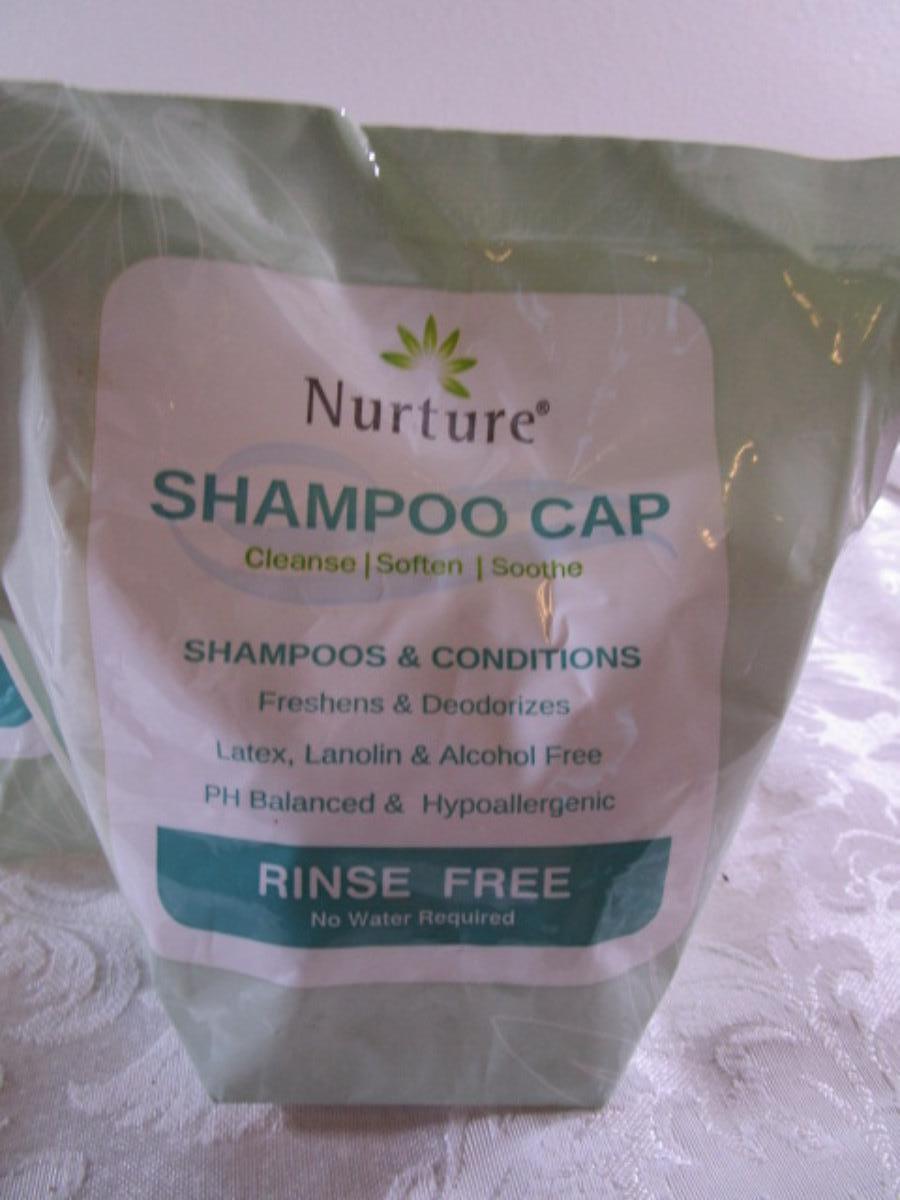 Nurture®
SHAMPOO CAP
Cleanse | Soften | Soothe
SHAMPOOS & CONDITIONS
Freshens & Deodorizes
Latex, Lanolin & Alcohol Free
PH Balanced & Hypoallergenic
RINSE FREE
No Water Required